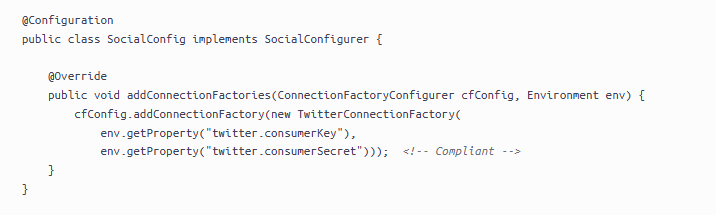 @Configuration
public class SocialConfig implements SocialConfigurer {
@Override
public void addConnectionFactories(ConnectionFactoryConfigurer cfConfig, Environment env) {
cfConfig.addConnectionFactory(new TwitterConnectionFactory(
env.getProperty("twitter.consumerKey"),
env.getProperty("twitter.consumerSecret")));  <!-- Compliant -->
}
}